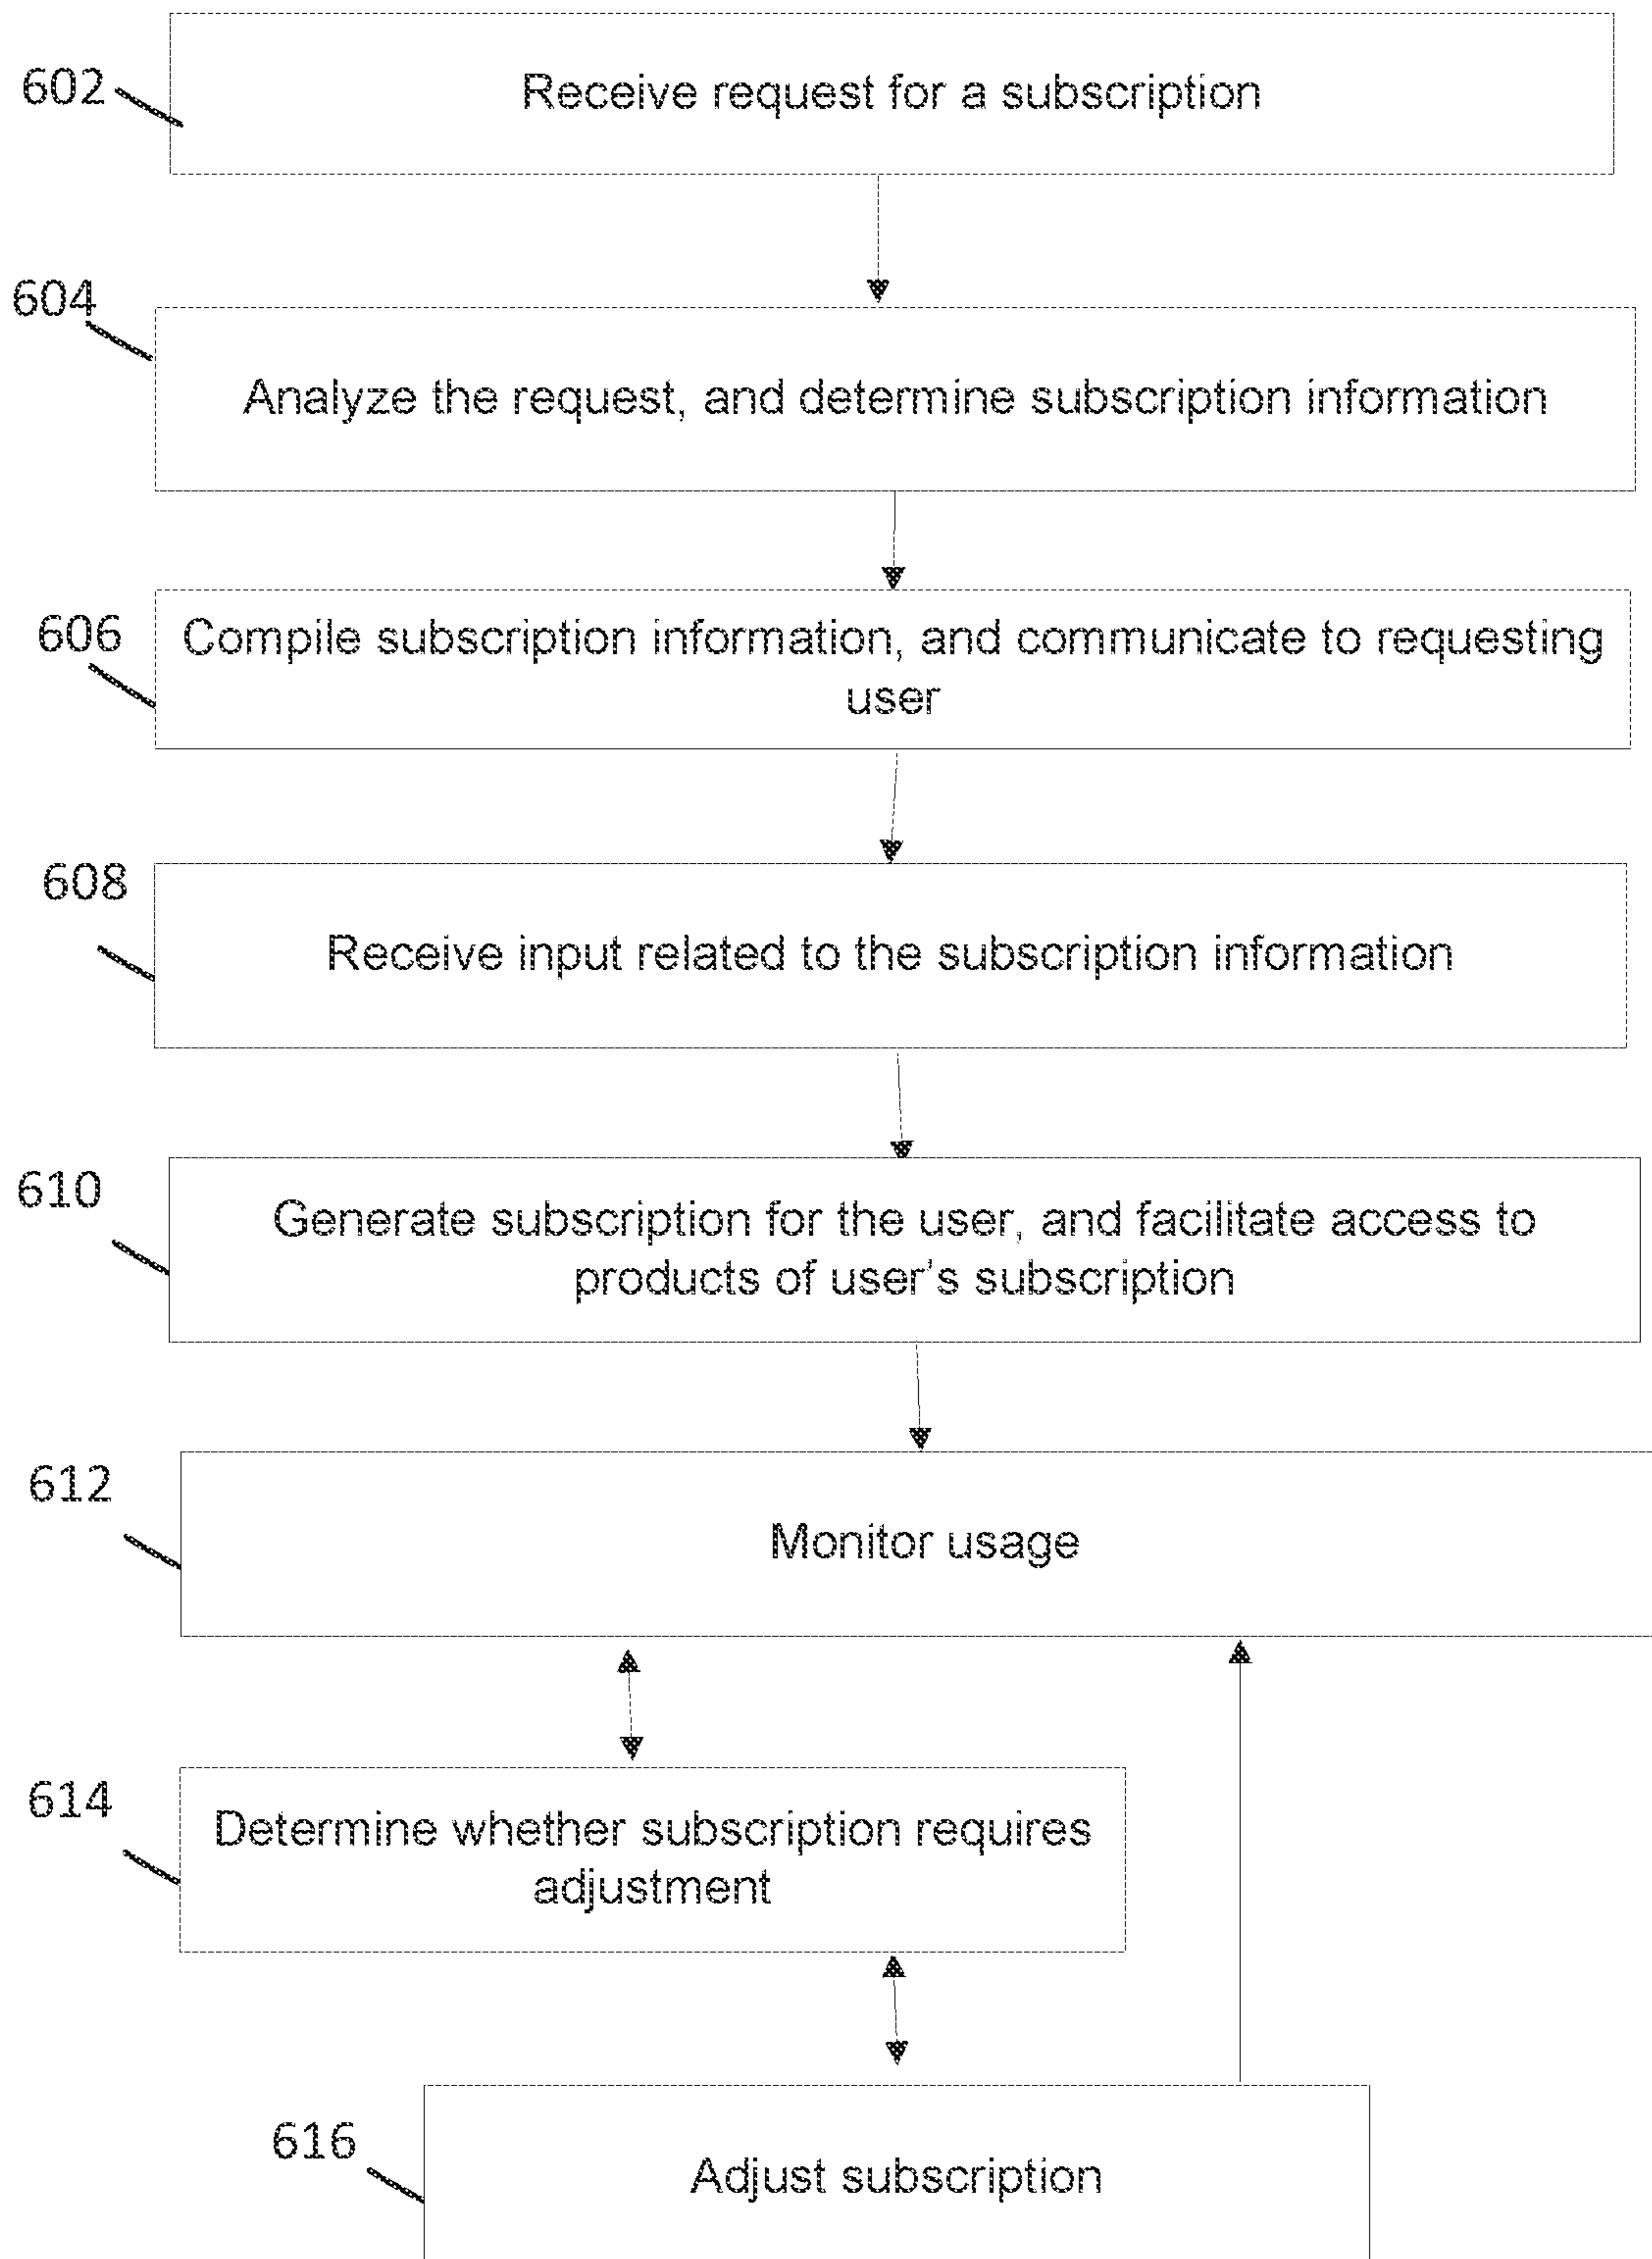 602
Receive request for a subscription
604
Analyze the request, and determine subscription information
606
Compile subscription information, and communicate to requesting
user
608
Receive input related to the subscription information
610
Generate subscription for the user, and facilitate access to
products of user's subscription
612
Monitor usage
614
Determine whether subscription requires
adjustment
616
Adjust subscription